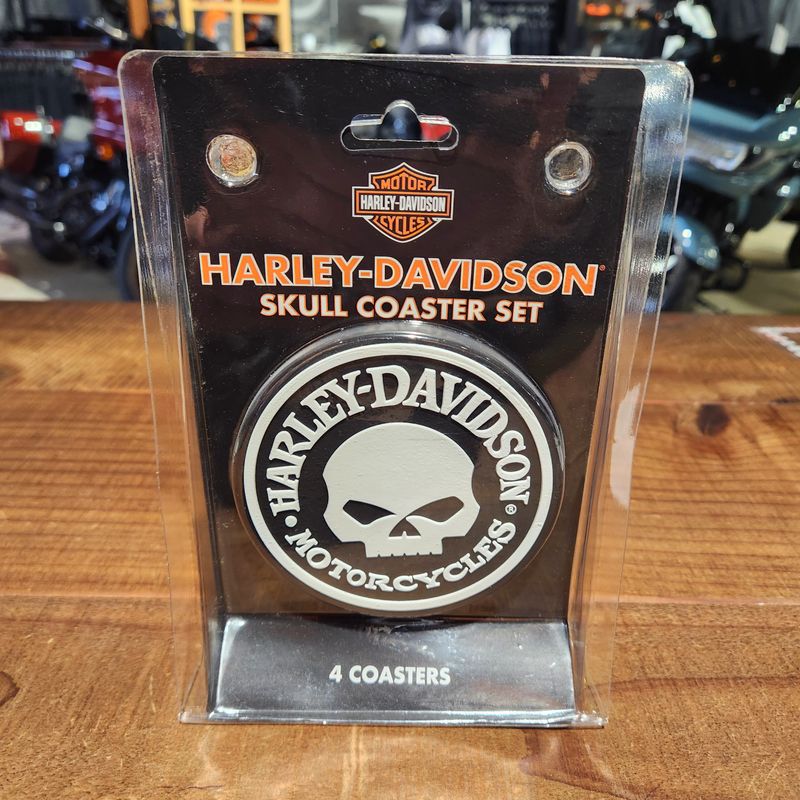 MOTOR
HARLEY-DAVIDSON
CYCLES
HARLEY-DAVIDSON®
SKULL COASTER SET
HARLEY-DAVIDSON ®
• MOTORCYCLES
4 COASTERS